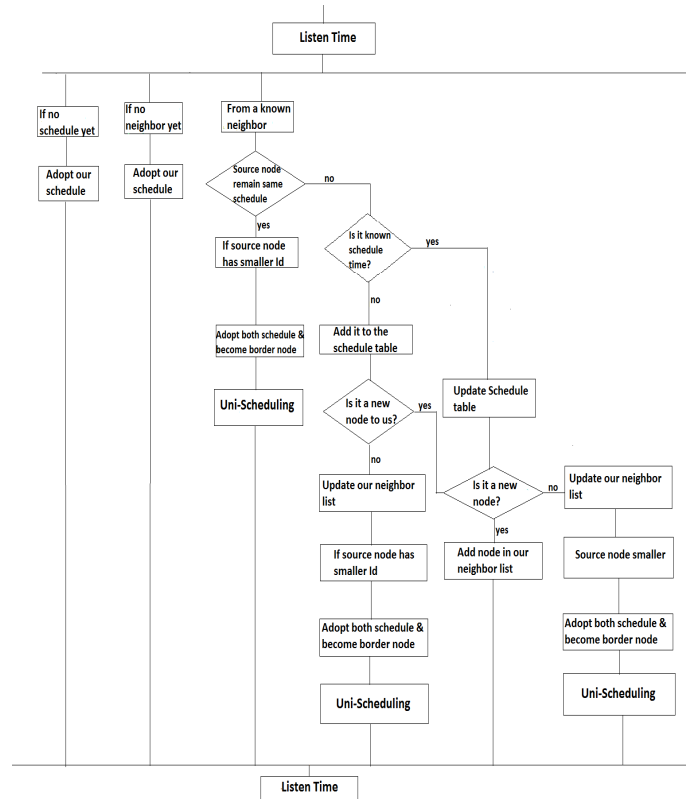 Listen Time
If no
schedule yet
Adopt our
schedule
If no
neighbor yet
Adopt our
schedule
From a known
neighbor
Source node
remain same
schedule
no
yes
If source node
has smaller Id
Adopt both schedule &
become border node
Uni-Scheduling
Is it known
schedule
time?
yes
no
Add it to the
schedule table
Is it a new
node to us?
yes
no
Update our neighbor
list
If source node has
smaller Id
Adopt both schedule &
become border node
Uni-Scheduling
Update Schedule
table
Is it a new
node?
no
yes
Add node in our
neighbor list
Update our neighbor
list
Source node smaller
Adopt both schedule &
become border node
Uni-Scheduling
Listen Time